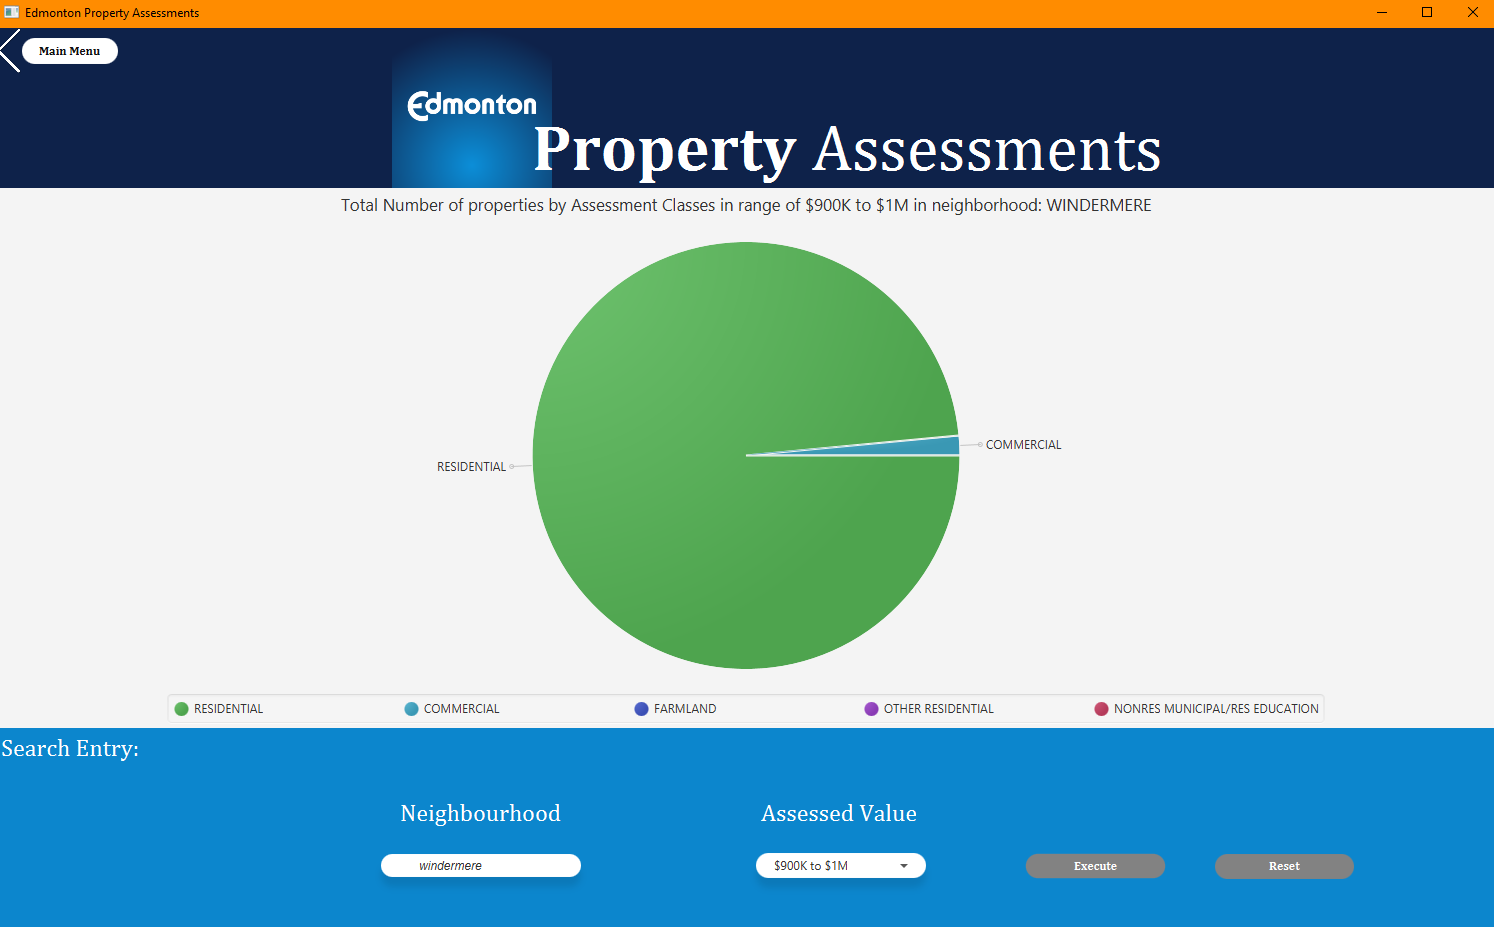 Edmonton Property Assessments
Main Menu
Edmonton
Property Assessments
Total Number of properties by Assessment Classes in range of $900K to $1M in neighborhood: WINDERMERE
COMMERCIAL
RESIDENTIAL
RESIDENTIAL COMMERCIAL FARMLAND OTHER RESIDENTIAL NONRES MUNICIPAL/RES EDUCATION
Search Entry:
Neighbourhood Assessed Value
windermere $900K to $1M Execute Reset